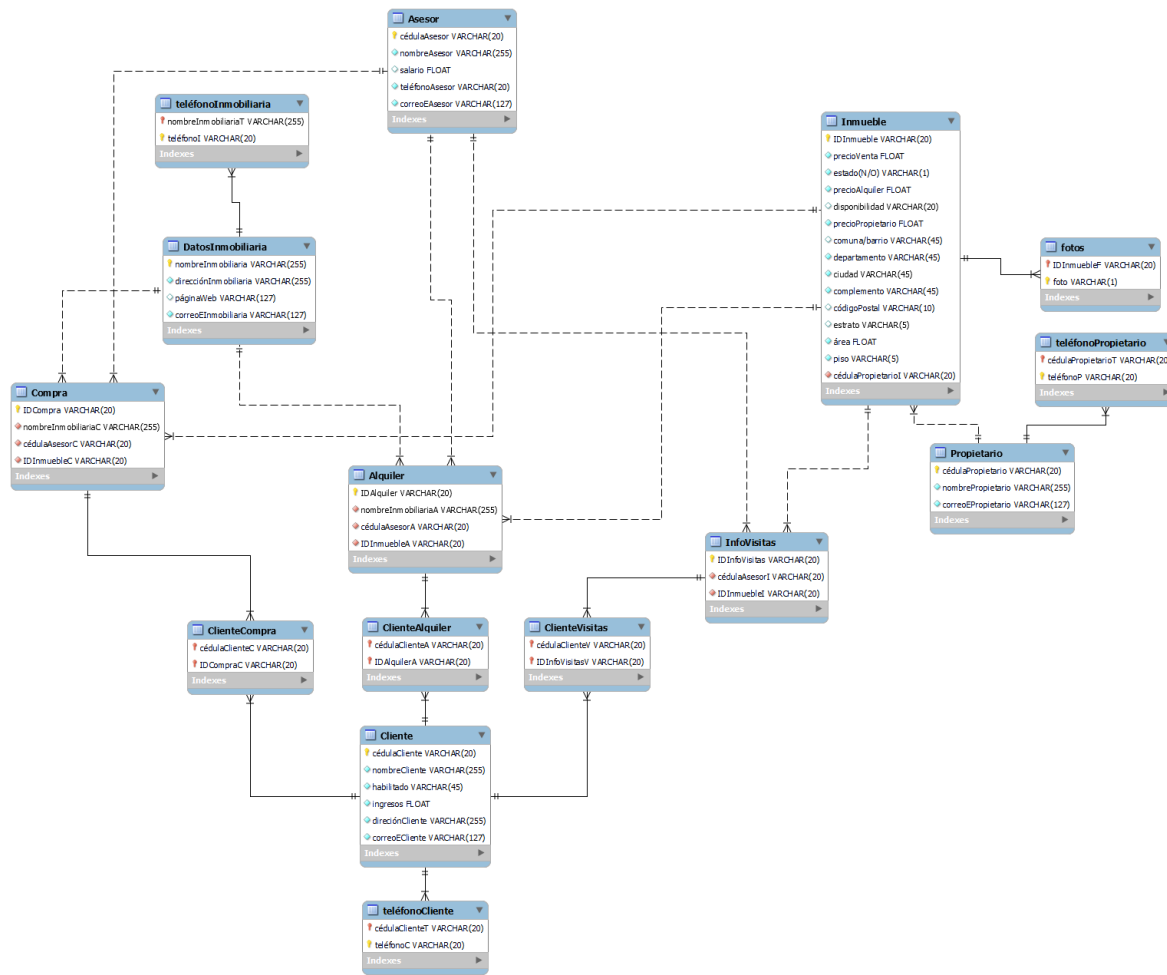 Asesor
cédulaAsesor VARCHAR(20)
nombreAsesor VARCHAR(255)
salario FLOAT
teléfonoAsesor VARCHAR(20)
correoEAsesor VARCHAR(127)
Indexes
teléfonoInmobiliaria
nombreInmobiliariaT VARCHAR(255)
teléfonoI VARCHAR(20)
Indexes
Inmueble
IDInmueble VARCHAR(20)
precioVenta FLOAT
estado(N/O) VARCHAR(1)
precioAlquiler FLOAT
disponibilidad VARCHAR(20)
precioPropietario FLOAT
comuna/barrio VARCHAR(45)
departamento VARCHAR(45)
ciudad VARCHAR(45)
complemento VARCHAR(45)
códigoPostal VARCHAR(10)
estrato VARCHAR(5)
área FLOAT
piso VARCHAR(5)
cédulaPropietarioI VARCHAR(20)
Indexes
DatosInmobiliaria
nombreInmobiliaria VARCHAR(255)
direcciónInmobiliaria VARCHAR(255)
páginaWeb VARCHAR(127)
correoEInmobiliaria VARCHAR(127)
Indexes
fotos
IDInmuebleF VARCHAR(20)
foto VARCHAR(1)
Indexes
teléfonoPropietario
cédulaPropietarioT VARCHAR(20)
teléfonoP VARCHAR(20)
Indexes
Compra
IDCompra VARCHAR(20)
nombreInmobiliariaC VARCHAR(255)
cédulaAsesorC VARCHAR(20)
IDInmuebleC VARCHAR(20)
Indexes
Propietario
cédulaPropietario VARCHAR(20)
nombrePropietario VARCHAR(255)
correoEPropietario VARCHAR(127)
Indexes
Alquiler
IDAlquiler VARCHAR(20)
nombreInmobiliariaA VARCHAR(255)
cédulaAsesorA VARCHAR(20)
IDInmuebleA VARCHAR(20)
Indexes
InfoVisitas
IDInfoVisitas VARCHAR(20)
cédulaAsesorI VARCHAR(20)
IDInmuebleI VARCHAR(20)
Indexes
ClienteCompra
cédulaClienteC VARCHAR(20)
IDCompraC VARCHAR(20)
Indexes
ClienteAlquiler
cédulaClienteA VARCHAR(20)
IDAlquilerA VARCHAR(20)
Indexes
ClienteVisitas
cédulaClienteV VARCHAR(20)
IDInfoVisitasV VARCHAR(20)
Indexes
Cliente
cédulaCliente VARCHAR(20)
nombreCliente VARCHAR(255)
habilitado VARCHAR(45)
ingresos FLOAT
direciónCliente VARCHAR(255)
correoECliente VARCHAR(127)
Indexes
teléfonoCliente
cédulaClienteT VARCHAR(20)
teléfonoC VARCHAR(20)
Indexes